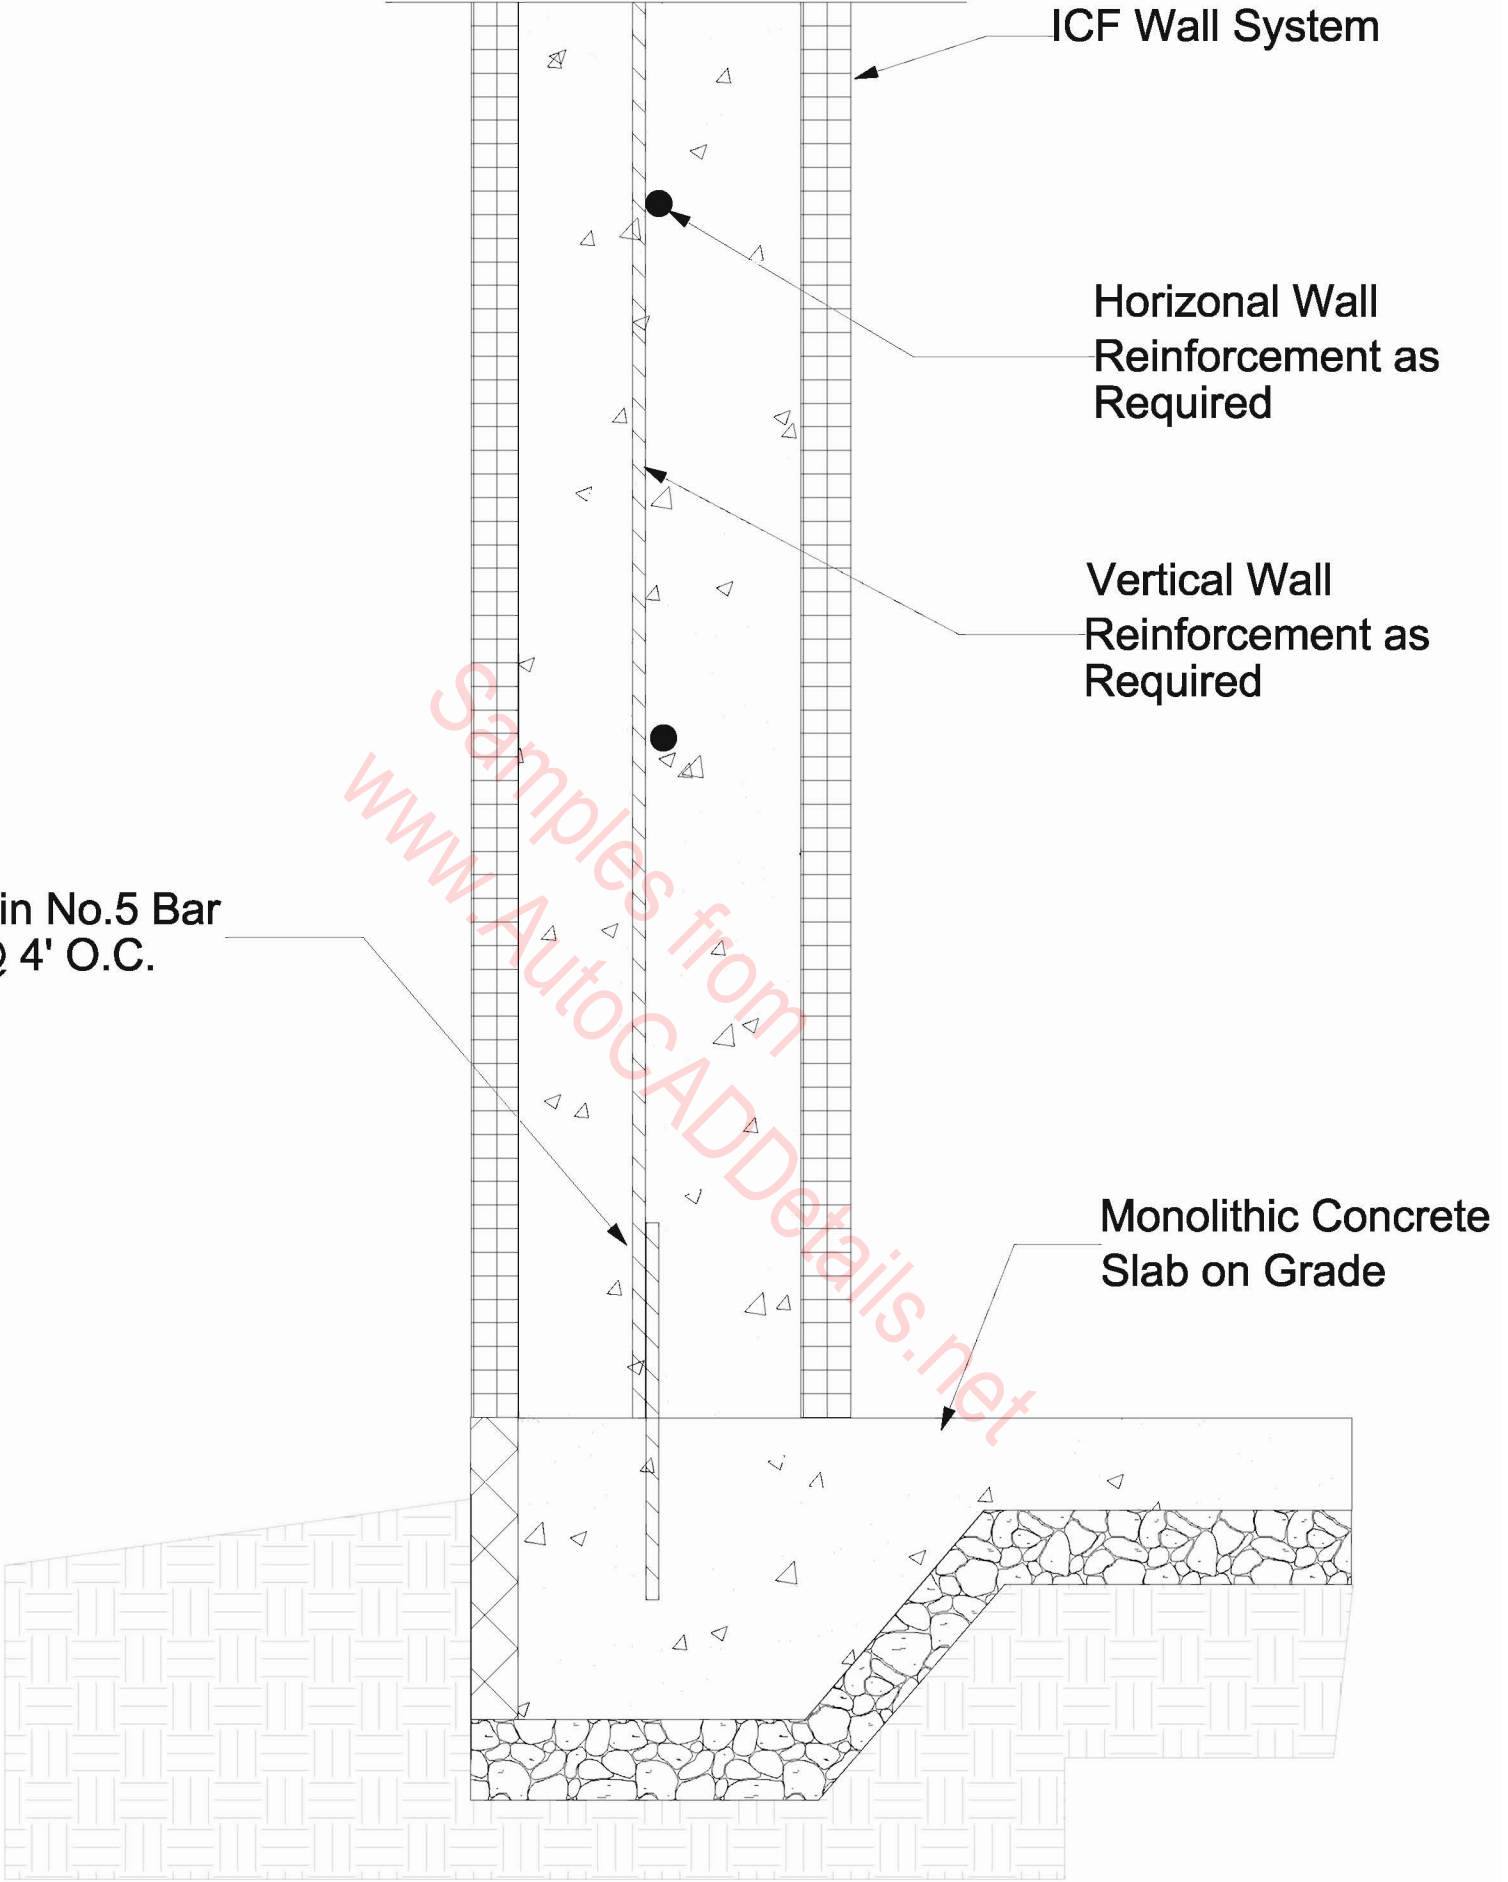 ICF Wall System
Horizonal Wall
Reinforcement as
Required
Vertical Wall
Reinforcement as
Required
in No.5 Bar
@ 4' O.C.
Monolithic Concrete
Slab on Grade
Samples from
www.AutoCADDetails.net